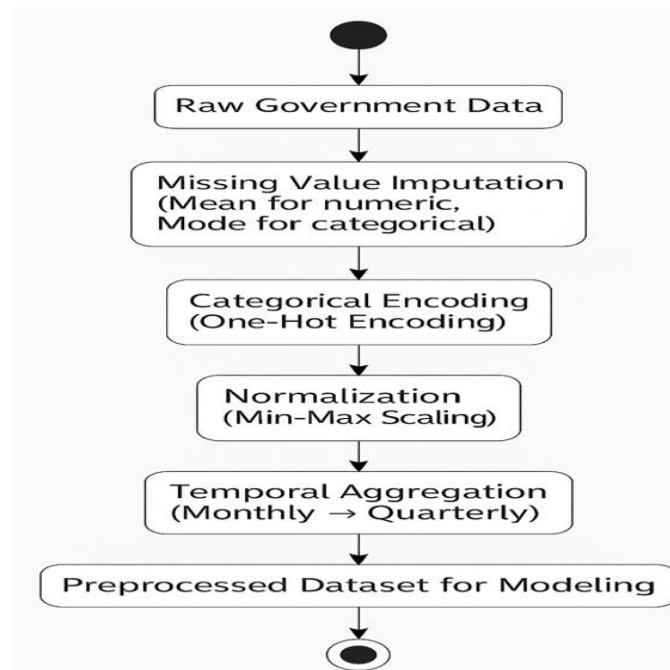 Raw Government Data
Missing Value Imputation
(Mean for numeric,
Mode for categorical)
Categorical Encoding
(One-Hot Encoding)
Normalization
(Min-Max Scaling)
Temporal Aggregation
(Monthly → Quarterly)
Preprocessed Dataset for Modeling